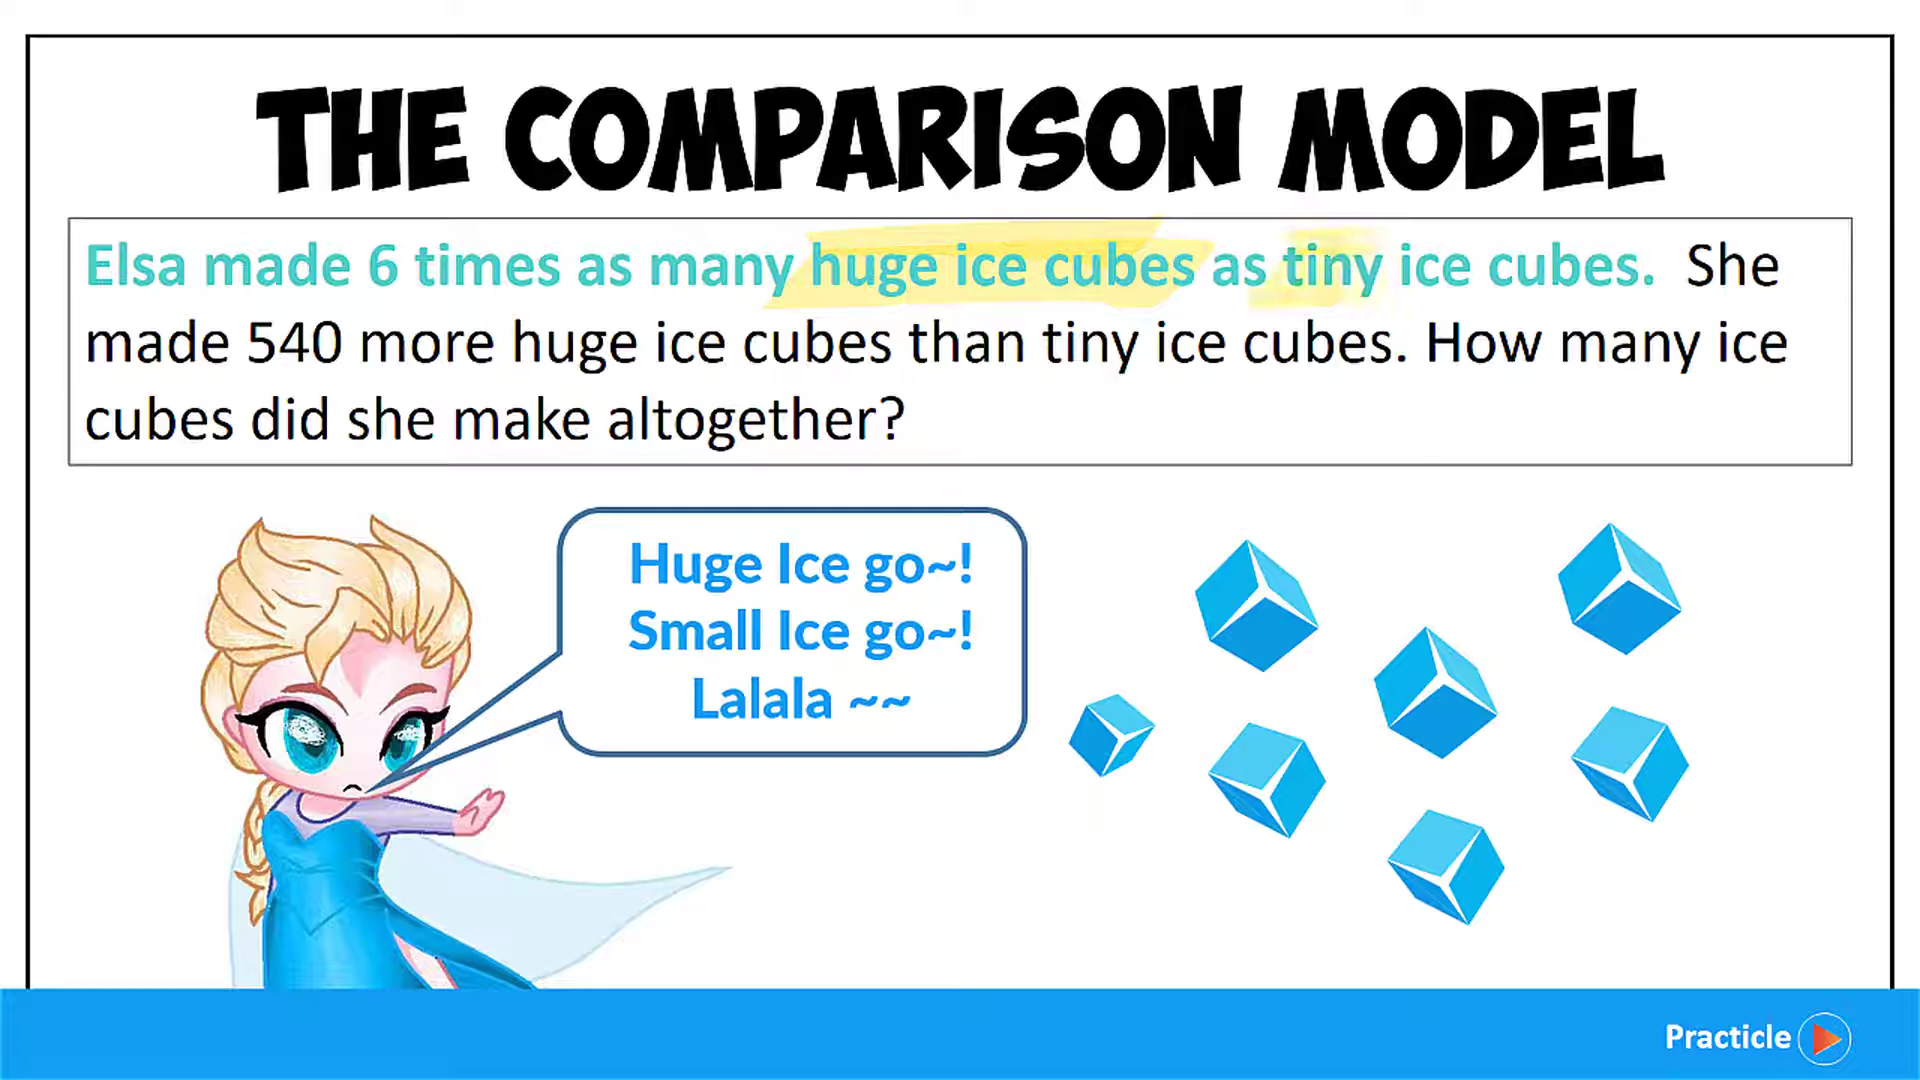 THE COMPARISON MODEL
Elsa made 6 times as many huge ice cubes as tiny ice cubes. She
made 540 more huge ice cubes than tiny ice cubes. How many ice
cubes did she make altogether?
Huge Ice go~!
Small Ice go~!
Lalala ~~
Practicle